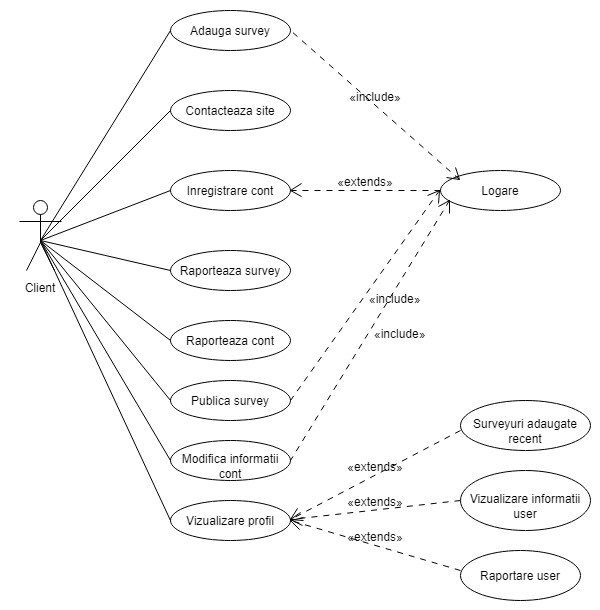 Adauga survey
«include»
Contacteaza site
Inregistrare cont
«extends»
Logare
Raporteaza survey
Client
«include»
Raporteaza cont
«include»
Publica survey
Surveyuri adaugate
recent
Modifica informatii
cont
«extends»
Vizualizare informatii
user
«extends»
Vizualizare profil
«extends»
Raportare user